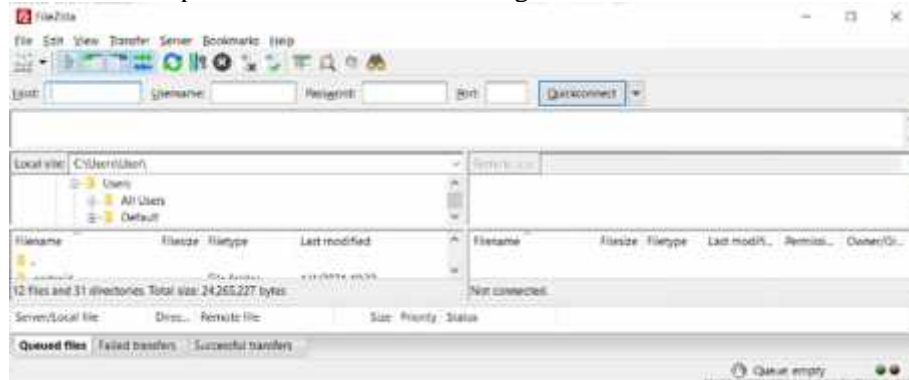 FileZilla
File Edit View Transfer Server Bookmarks Help
Host: Username: Password: Port: Quickconnect
Local site: C:\Users\User\ Remote site:
Users
All Users
Default
Filename Filesize Filetype Last modified Filename Filesize Filetype Last modifi... Permissi... Owner/Gr...
..
12 files and 31 directories. Total size: 24,265,227 bytes Not connected.
Server/Local file Direc... Remote file Size Priority Status
Queued files Failed transfers Successful transfers
Queue: empty